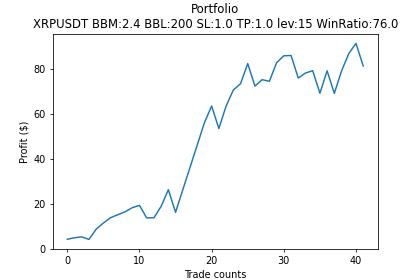 Portfolio
XRPUSDT BBM:2.4 BBL:200 SL:1.0 TP:1.0 lev:15 WinRatio:76.0
80
60
40
20
0
Profit ($)
0 10 20 30 40
Trade counts